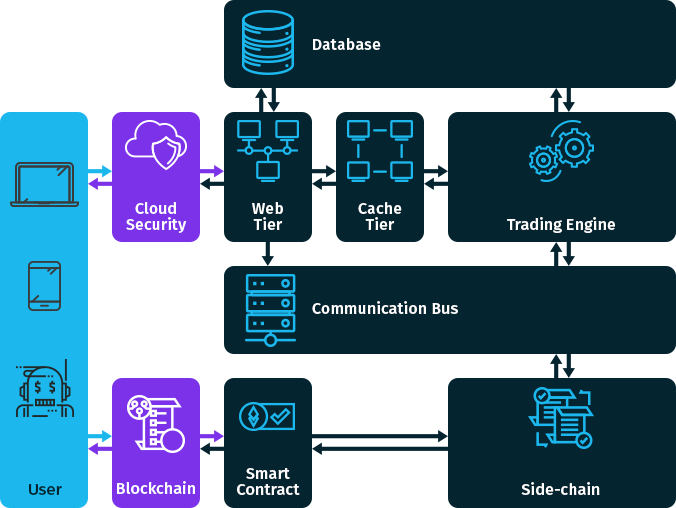 Database
Cloud
Security
Web
Tier
Cache
Tier
Trading Engine
Communication Bus
$ $
User
Blockchain
Smart
Contract
Side-chain